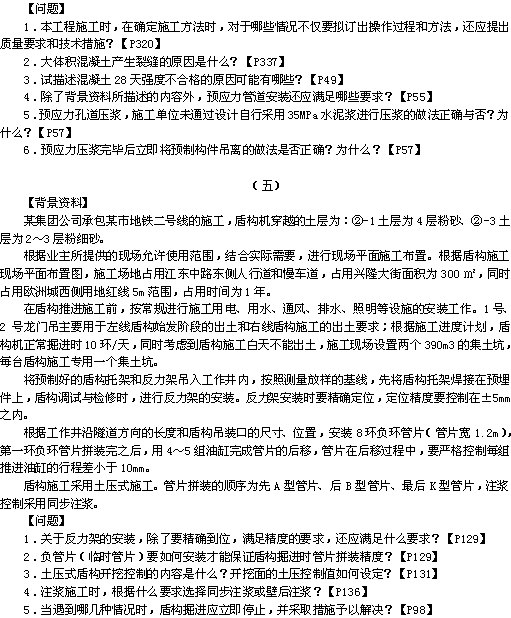 【问题】
1．本工程施工时，在确定施工方法时，对于哪些情况不仅要拟订出操作过程和方法，还应提出
质量要求和技术措施？【P320】
2．大体积混凝土产生裂缝的原因是什么？【P337】
3．试描述混凝土28天强度不合格的原因可能有哪些？【P49】
4．除了背景资料所描述的内容外，预应力管道安装还应满足哪些要求？【P55】
5．预应力孔道压浆，施工单位未通过设计自行采用35MPa水泥浆进行压浆的做法正确与否？为
什么？【P57】
6．预应力压浆完毕后立即将预制构件吊离的做法是否正确？为什么？【P57】
（五）
【背景资料】
某集团公司承包某市地铁二号线的施工，盾构机穿越的土层为：②-1土层为4层粉砂、②-3土
层为2～3层粉细砂。
根据业主所提供的现场允许使用范围，结合实际需要，进行现场平面施工布置。根据盾构施工
现场平面布置图，施工场地占用江东中路东侧人行道和慢车道，占用兴隆大街面积为300㎡，同时
占用欧洲城西侧用地红线5m范围，占用时间为1年。
在盾构推进施工前，按常规进行施工用电、用水、通风、排水、照明等设施的安装工作。1号、
2号龙门吊主要用于左线盾构始发阶段的出土和右线盾构施工的出土要求；根据施工进度计划，盾
构机正常掘进时10环/天，同时考虑到盾构施工白天不能出土，施工现场设置两个390m3的集土坑，
每台盾构施工专用一个集土坑。
将预制好的盾构托架和反力架吊入工作井内，按照测量放样的基线，先将盾构托架焊接在预埋
件上，盾构调试与检修时，进行反力架的安装。反力架安装时要精确定位，定位精度要控制在±5mm
之内。
根据工作井沿隧道方向的长度和盾构吊装口的尺寸、位置，安装8环负环管片（管片宽1.2m），
第一环负环管片拼装完之后，用4～5组油缸完成管片的后移，管片在后移过程中，要严格控制每组
推进油缸的行程差小于10mm。
盾构施工采用土压式施工。管片拼装的顺序为先A型管片、后B型管片、最后K型管片，注浆
控制采用同步注浆。
【问题】
1．关于反力架的安装，除了要精确到位，满足精度的要求，还应满足什么要求？【P129】
2．负管片（临时管片）要如何安装才能保证盾构掘进时管片拼装精度？【P129】
3．土压式盾构开挖控制的内容是什么？开挖面的土压控制值如何设定？【P131】
4．注浆施工时，根据什么要求选择同步注浆或壁后注浆？【P136】
5．当遇到哪几种情况时，盾构掘进应立即停止，并采取措施予以解决？【P98】